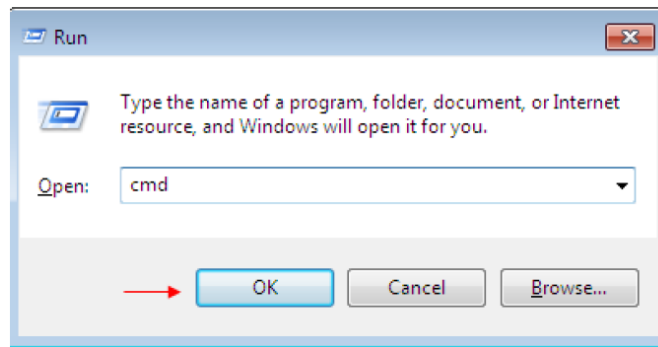 Run
Type the name of a program, folder, document, or Internet
resource, and Windows will open it for you.
Open: cmd
OK Cancel Browse...